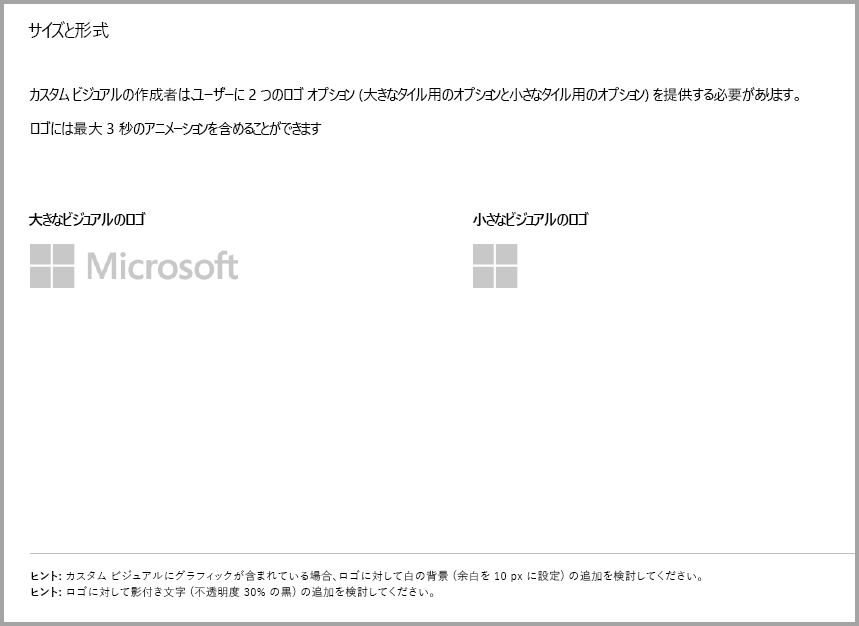 サイズと形式
カスタム ビジュアルの作成者は、ユーザーに 2 つのロゴ オプション (大きなタイル用のオプションと小さなタイル用のオプション) を提供する必要があります。
ロゴには最大 3 秒のアニメーションを含めることができます
大きなビジュアルのロゴ
小さなビジュアルのロゴ
Microsoft
ヒント: カスタム ビジュアルにグラフィックが含まれている場合、ロゴに対して白の背景 (余白を 10 px に設定) の追加を検討してください。
ヒント: ロゴに対して影付き文字 (不透明度 30% の黒) の追加を検討してください。